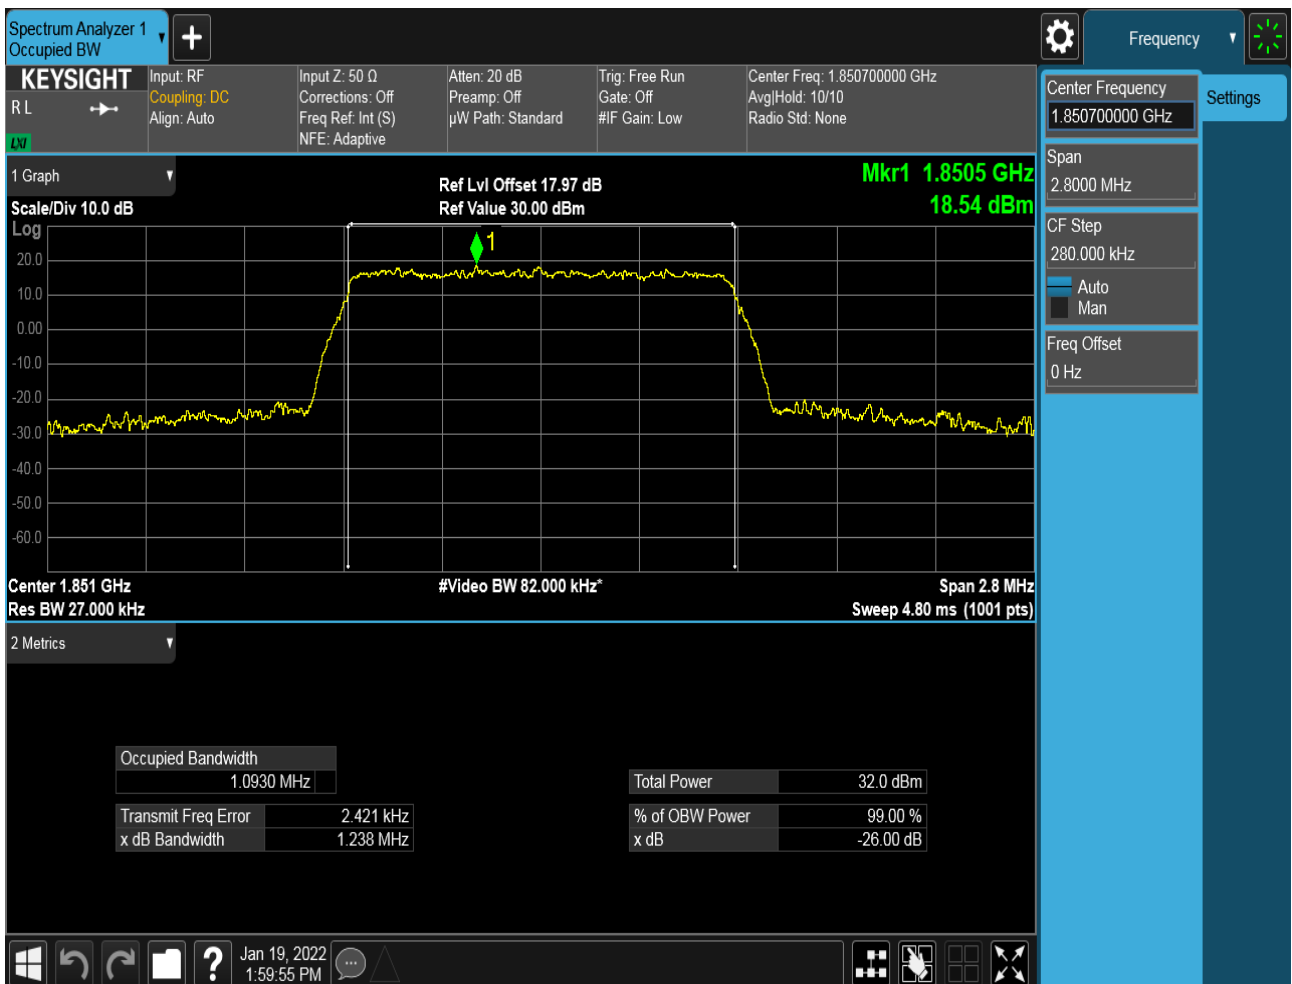 Spectrum Analyzer 1
Occupied BW
Frequency
KEYSIGHT
R L
LXI
Input: RF
Coupling: DC
Align: Auto
Input Z: 50 Ω
Corrections: Off
Freq Ref: Int (S)
NFE: Adaptive
Atten: 20 dB
Preamp: Off
µW Path: Standard
Trig: Free Run
Gate: Off
#IF Gain: Low
Center Freq: 1.850700000 GHz
Avg|Hold: 10/10
Radio Std: None
Center Frequency
1.850700000 GHz
Settings
Span
2.8000 MHz
CF Step
280.000 kHz
Auto
Man
Freq Offset
0 Hz
1 Graph
Scale/Div 10.0 dB
Log
Ref Lvl Offset 17.97 dB
Ref Value 30.00 dBm
Mkr1 1.8505 GHz
18.54 dBm
1
20.0
10.0
0.00
-10.0
-20.0
-30.0
-40.0
-50.0
-60.0
Center 1.851 GHz
#Video BW 82.000 kHz*
Span 2.8 MHz
Res BW 27.000 kHz
Sweep 4.80 ms (1001 pts)
2 Metrics
Occupied Bandwidth
1.0930 MHz
Total Power 32.0 dBm
Transmit Freq Error 2.421 kHz
% of OBW Power 99.00 %
x dB Bandwidth 1.238 MHz
x dB -26.00 dB
?
Jan 19, 2022
1:59:55 PM